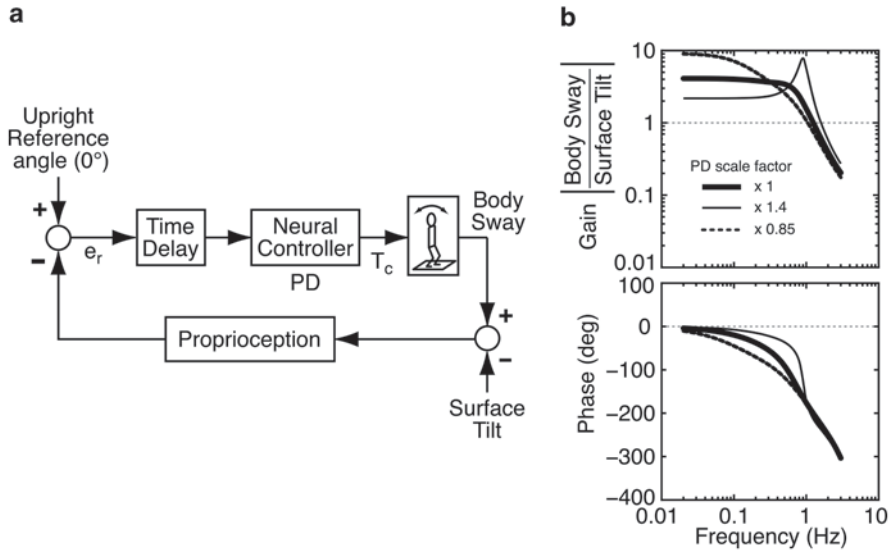 a
Upright
Reference
angle (0°)
+
−
e_r
Time
Delay
Neural
Controller
PD
T_c
Body
Sway
+
−
Proprioception
Surface
Tilt
b
Gain
Body Sway
Surface Tilt
10
1
0.1
0.01
PD scale factor
x 1
x 1.4
x 0.85
Phase (deg)
100
0
−100
−200
−300
−400
0.01
0.1
1
10
Frequency (Hz)